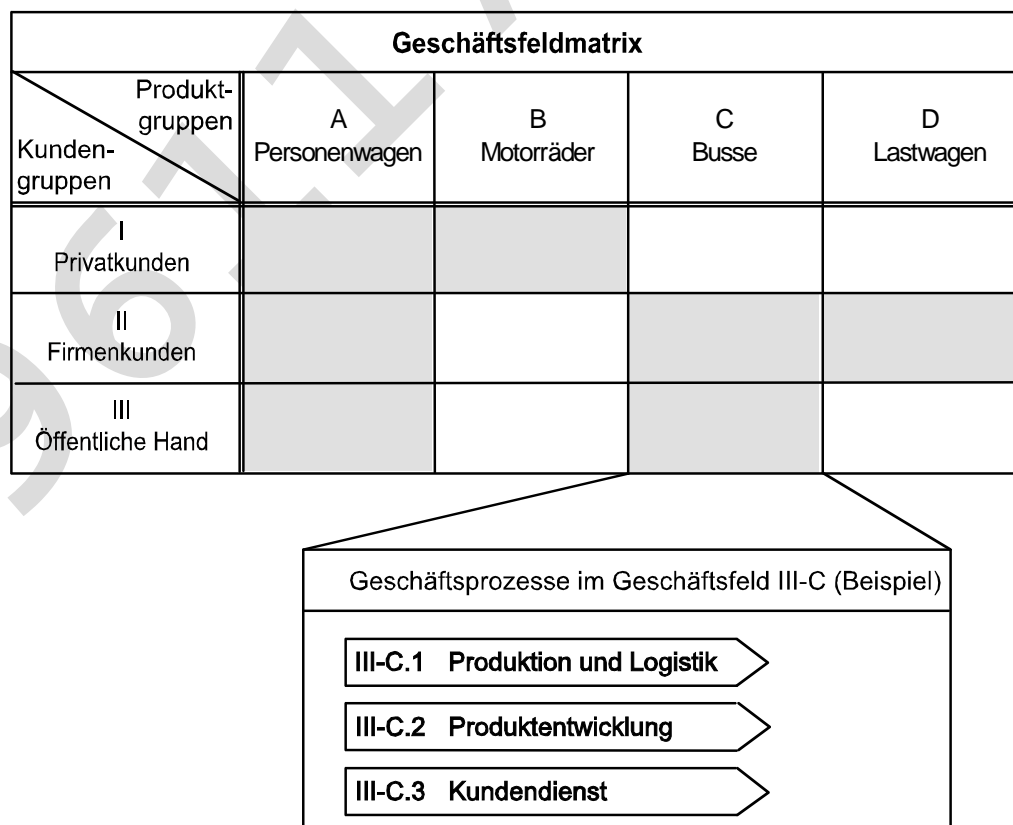 Geschäftsfeldmatrix
Produkt-
gruppen
Kunden-
gruppen
A
Personenwagen
B
Motorräder
C
Busse
D
Lastwagen
I
Privatkunden
II
Firmenkunden
III
Öffentliche Hand
Geschäftsprozesse im Geschäftsfeld III-C (Beispiel)
III-C.1 Produktion und Logistik
III-C.2 Produktentwicklung
III-C.3 Kundendienst